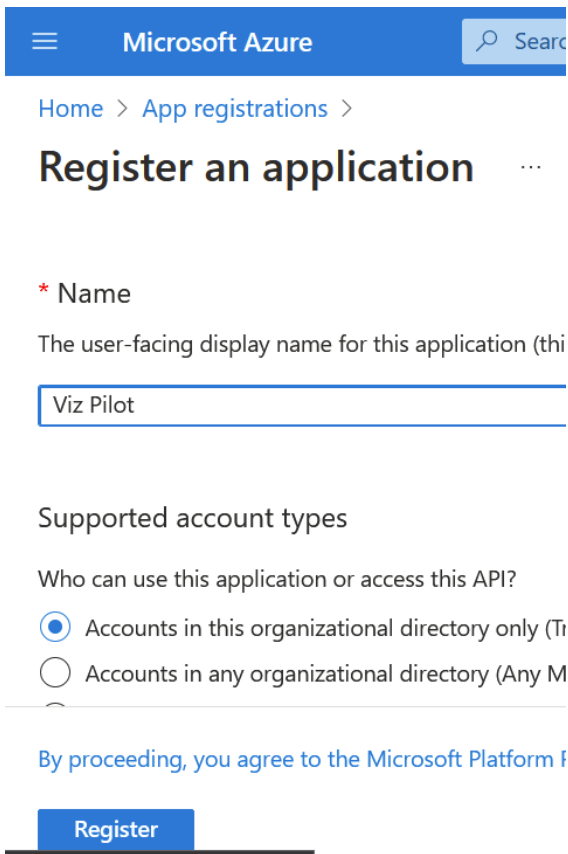 Microsoft Azure
Home > App registrations >
Register an application ...
* Name
The user-facing display name for this application
Viz Pilot
Supported account types
Who can use this application or access this API?
Accounts in this organizational directory only
Accounts in any organizational directory (Any
By proceeding, you agree to the Microsoft Platform
Register